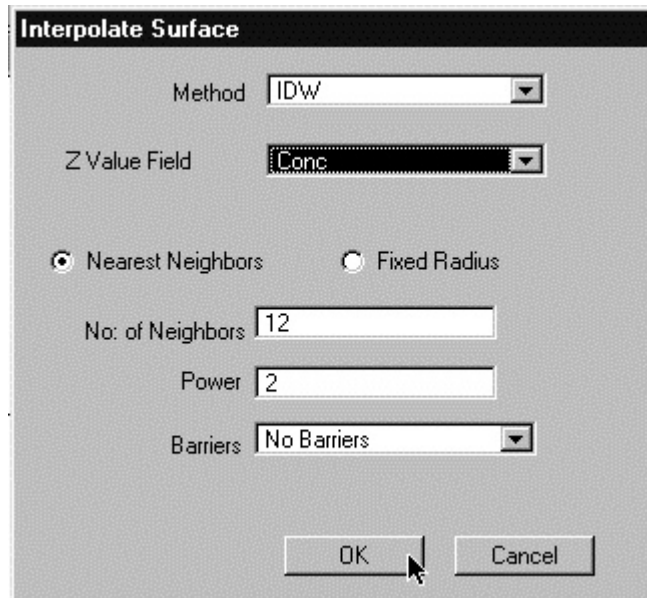 Interpolate Surface
Method IDW
Z Value Field Conc
Nearest Neighbors Fixed Radius
No: of Neighbors 12
Power 2
Barriers No Barriers
OK Cancel